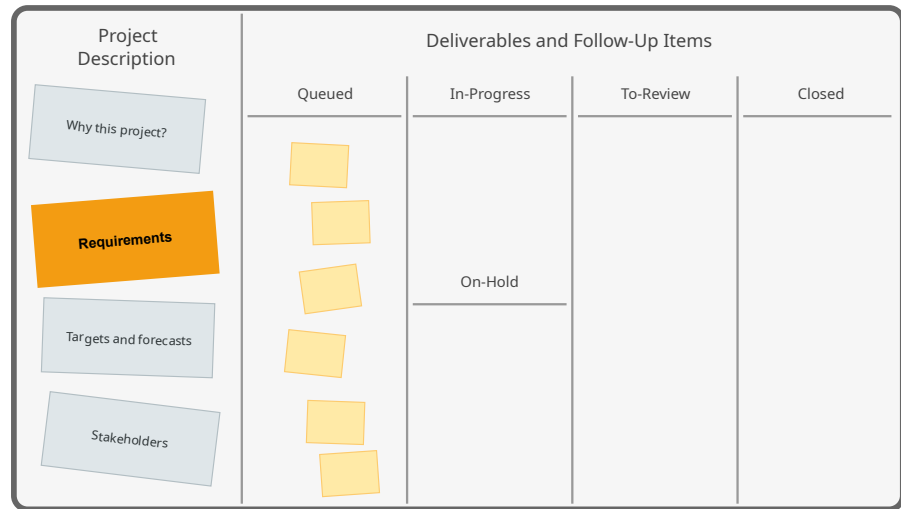 Project
Description
Deliverables and Follow-Up Items
Queued
In-Progress
To-Review
Closed
Why this project?
Requirements
On-Hold
Targets and forecasts
Stakeholders